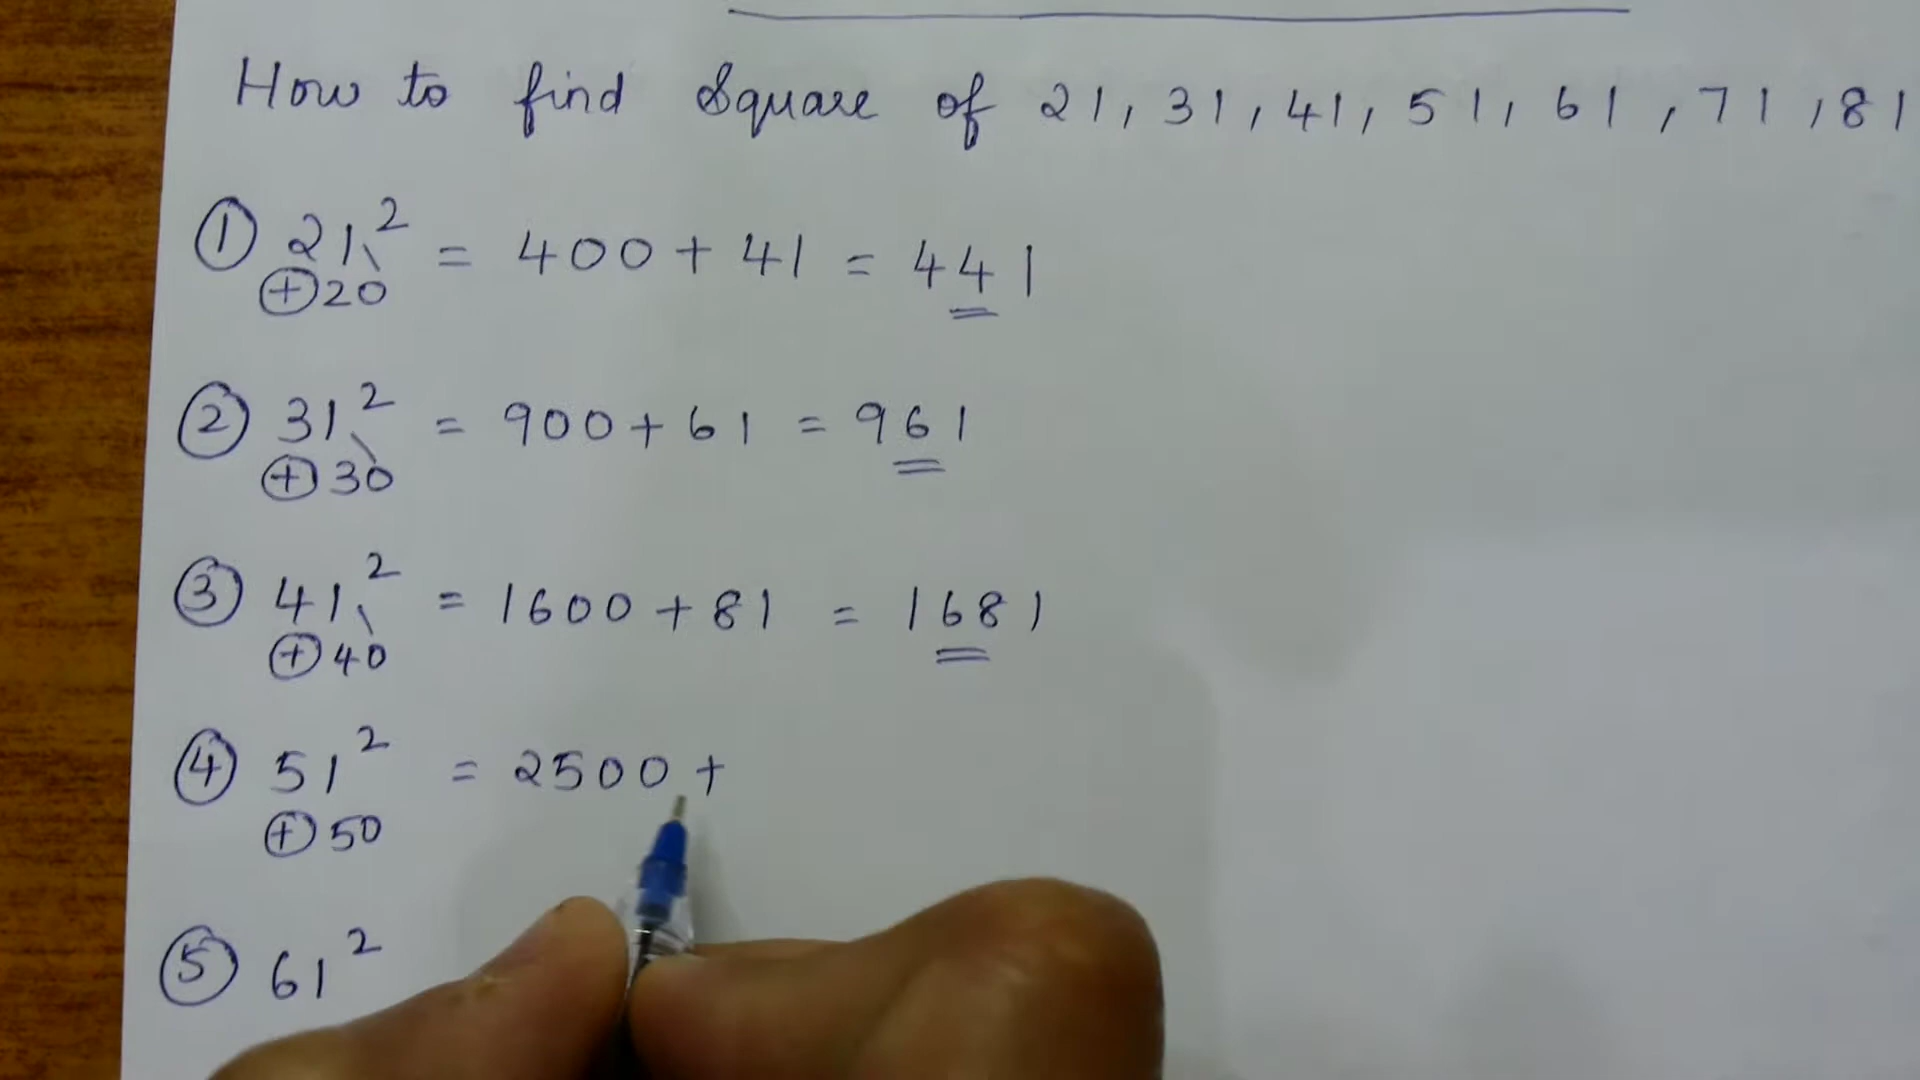 How to find Square of 21, 31, 41, 51, 61, 71, 81
① 21² = 400 + 41 = 441
⊕ 20
② 31² = 900 + 61 = 961
⊕ 30
③ 41² = 1600 + 81 = 1681
⊕ 40
④ 51² = 2500 +
⊕ 50
⑤ 61²